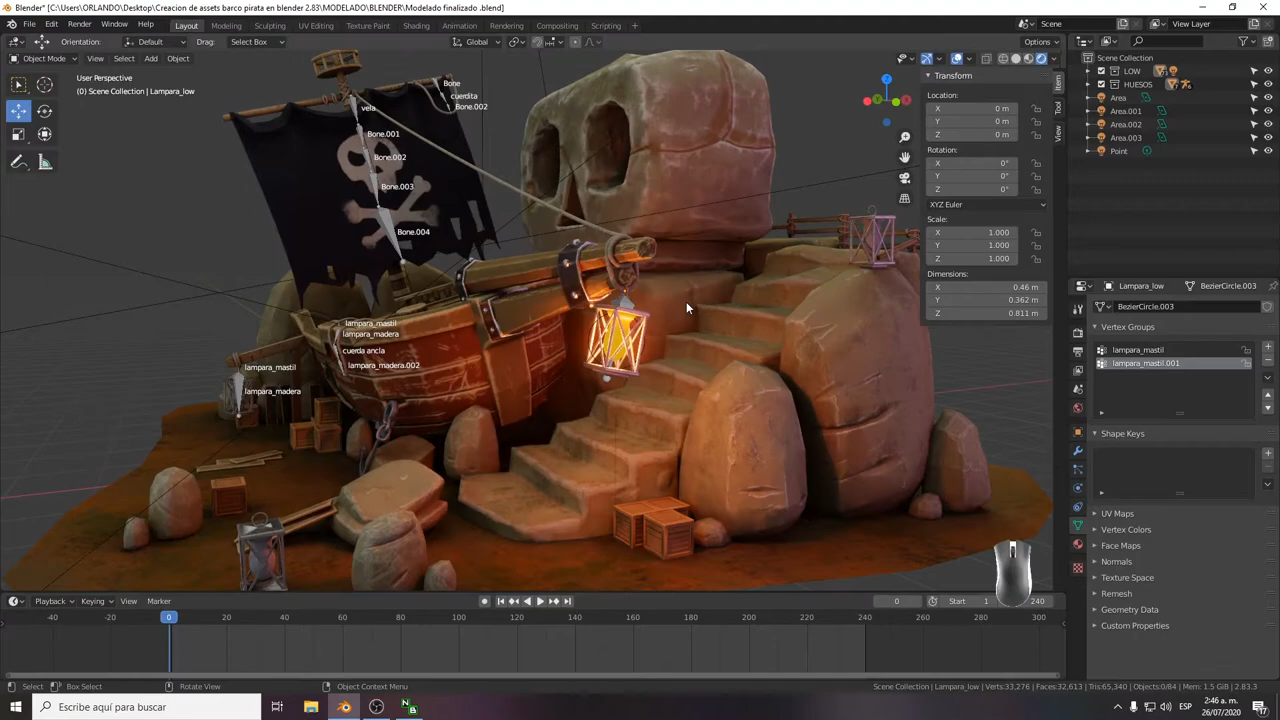 Blender* [C:\Users\ORLANDO\Desktop\Creacion de assets barco pirata en blender 2.83\MODELADO\BLENDER\Modelado finalizado .blend]
File Edit Render Window Help Layout Modeling Sculpting UV Editing Texture Paint Shading Animation Rendering Compositing Scripting Scene View Layer
Orientation: Default Drag: Select Box Global Options
Object Mode View Select Add Object
User Perspective
(0) Scene Collection | Lampara_low
Bone
cuerdita
Bone.002
vela
Bone.001
Bone.002
Bone.003
Bone.004
lampara_mastil
lampara_madera
cuerda ancla
lampara_madera.002
lampara_mastil
lampara_madera
Transform
Location:
X 0 m
Y 0 m
Z 0 m
Rotation:
X 0°
Y 0°
Z 0°
XYZ Euler
Scale:
X 1.000
Y 1.000
Z 1.000
Dimensions:
X 0.46 m
Y 0.362 m
Z 0.811 m
Item
Tool
View
Scene Collection
LOW
HUESOS
Area
Area.001
Area.002
Area.003
Point
Lampara_low BezierCircle.003
BezierCircle.003
Vertex Groups
lampara_mastil
lampara_mastil.001
Shape Keys
UV Maps
Vertex Colors
Face Maps
Normals
Texture Space
Remesh
Geometry Data
Custom Properties
Playback Keying View Marker 0 Start 1 240
-40 -20 0 20 40 60 80 100 120 140 160 180 200 220 240 260 280 300
Select Box Select Rotate View Object Context Menu Scene Collection | Lampara_low | Verts:33,276 | Faces:32,613 | Tris:65,340 | Objects:0/84 | Mem: 1.5 GiB | 2.83.3
Escribe aquí para buscar ESP 2:46 a. m.
26/07/2020
17